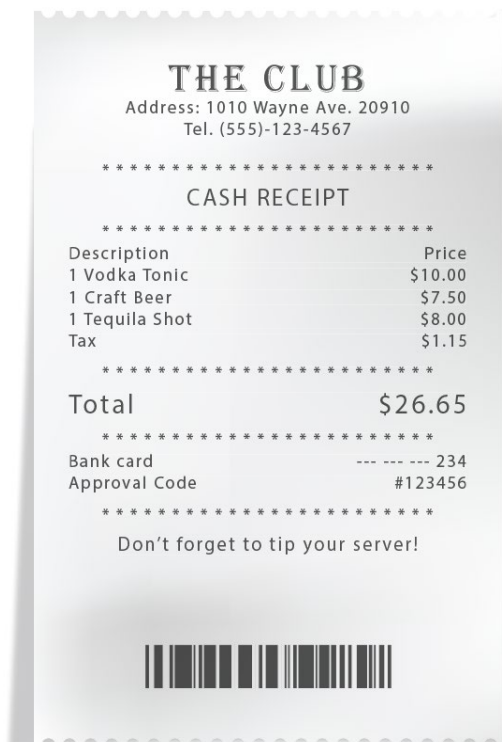 THE CLUB
Address: 1010 Wayne Ave. 20910
Tel. (555)-123-4567
* * * * * * * * * * * * * * * * * * * * * * * *
CASH RECEIPT
* * * * * * * * * * * * * * * * * * * * * * * *
Description Price
1 Vodka Tonic $10.00
1 Craft Beer $7.50
1 Tequila Shot $8.00
Tax $1.15
* * * * * * * * * * * * * * * * * * * * * * * *
Total $26.65
* * * * * * * * * * * * * * * * * * * * * * * *
Bank card --- --- --- 234
Approval Code #123456
* * * * * * * * * * * * * * * * * * * * * * * *
Don't forget to tip your server!